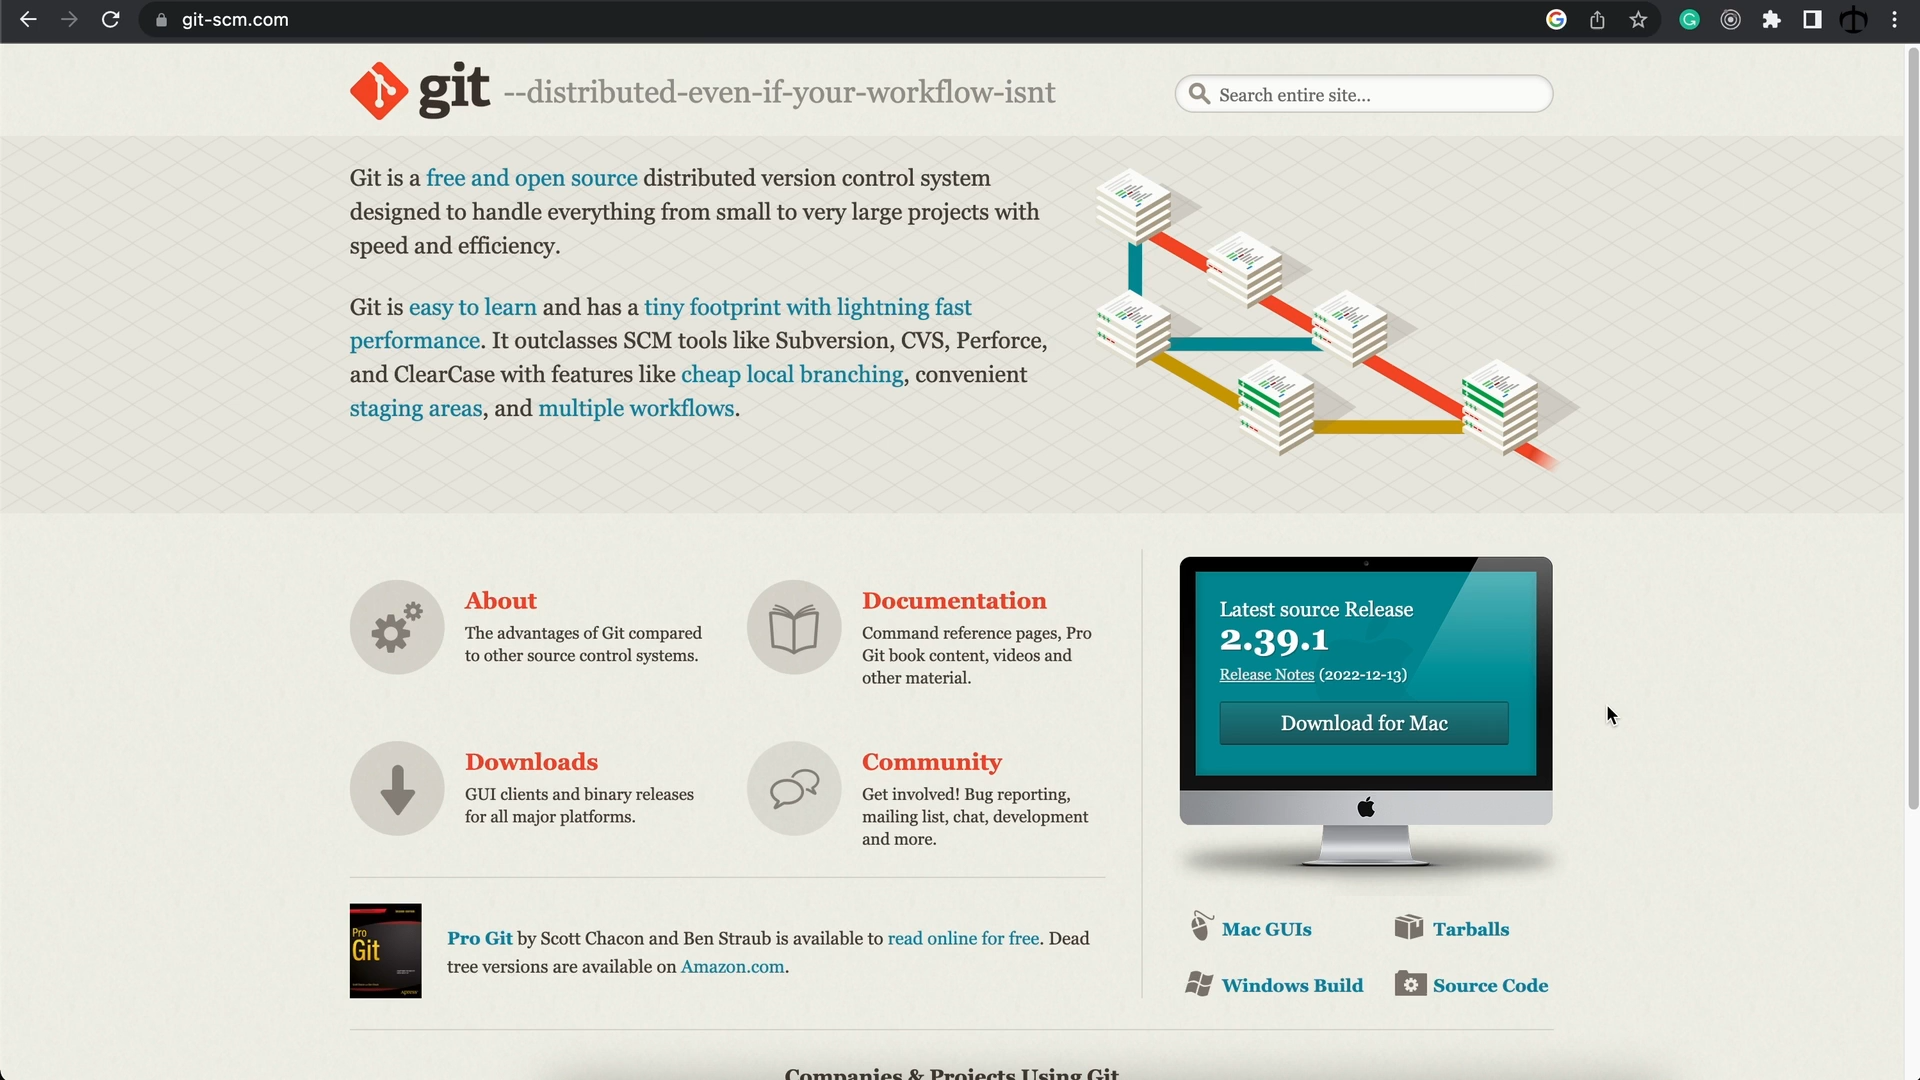 git-scm.com
git --distributed-even-if-your-workflow-isnt
Search entire site...
Git is a free and open source distributed version control system
designed to handle everything from small to very large projects with
speed and efficiency.
Git is easy to learn and has a tiny footprint with lightning fast
performance. It outclasses SCM tools like Subversion, CVS, Perforce,
and ClearCase with features like cheap local branching, convenient
staging areas, and multiple workflows.
About
The advantages of Git compared
to other source control systems.
Documentation
Command reference pages, Pro
Git book content, videos and
other material.
Downloads
GUI clients and binary releases
for all major platforms.
Community
Get involved! Bug reporting,
mailing list, chat, development
and more.
Pro
Git
Pro Git by Scott Chacon and Ben Straub is available to read online for free. Dead
tree versions are available on Amazon.com.
Latest source Release
2.39.1
Release Notes (2022-12-13)
Download for Mac
Mac GUIs
Tarballs
Windows Build
Source Code
Companies & Projects Using Git